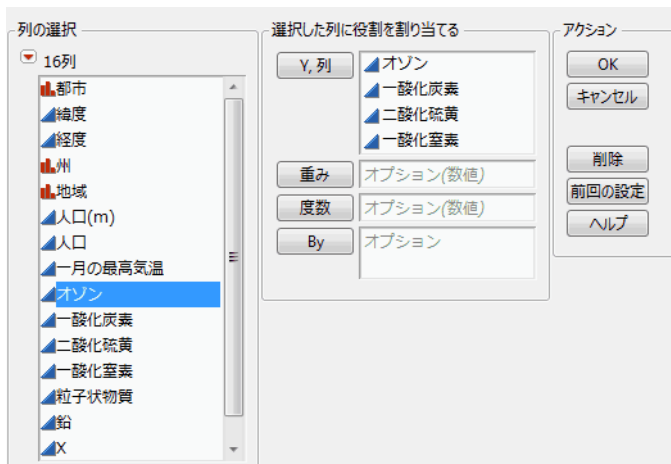 列の選択
16列
都市
緯度
経度
州
地域
人口(m)
人口
一月の最高気温
オゾン
一酸化炭素
二酸化硫黄
一酸化窒素
粒子状物質
鉛
X
選択した列に役割を割り当てる
Y, 列
オゾン
一酸化炭素
二酸化硫黄
一酸化窒素
重み
オプション(数値)
度数
オプション(数値)
By
オプション
アクション
OK
キャンセル
削除
前回の設定
ヘルプ